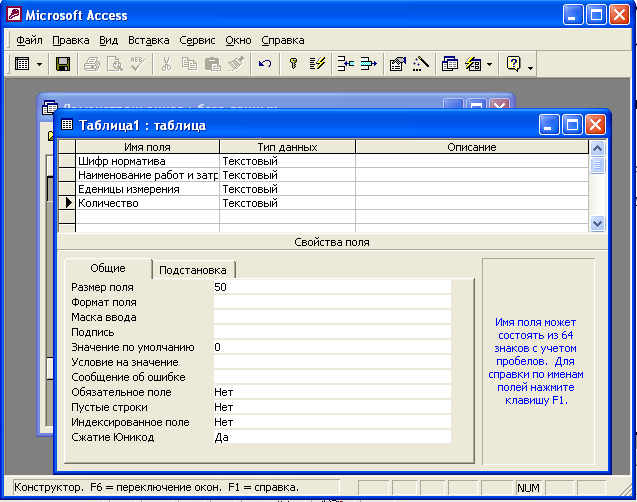 Microsoft Access
Файл Правка Вид Вставка Сервис Окно Справка
Таблица1 : таблица
Имя поля Тип данных Описание
Шифр норматива Текстовый
Наименование работ и затр Текстовый
Еденицы измерения Текстовый
Количество Текстовый
Свойства поля
Общие Подстановка
Размер поля 50
Формат поля
Маска ввода
Подпись
Значение по умолчанию 0
Условие на значение
Сообщение об ошибке
Обязательное поле Нет
Пустые строки Нет
Индексированное поле Нет
Сжатие Юникод Да
Имя поля может
состоять из 64
знаков с учетом
пробелов. Для
справки по именам
полей нажмите
клавишу F1.
Конструктор. F6 = переключение окон. F1 = справка. NUM